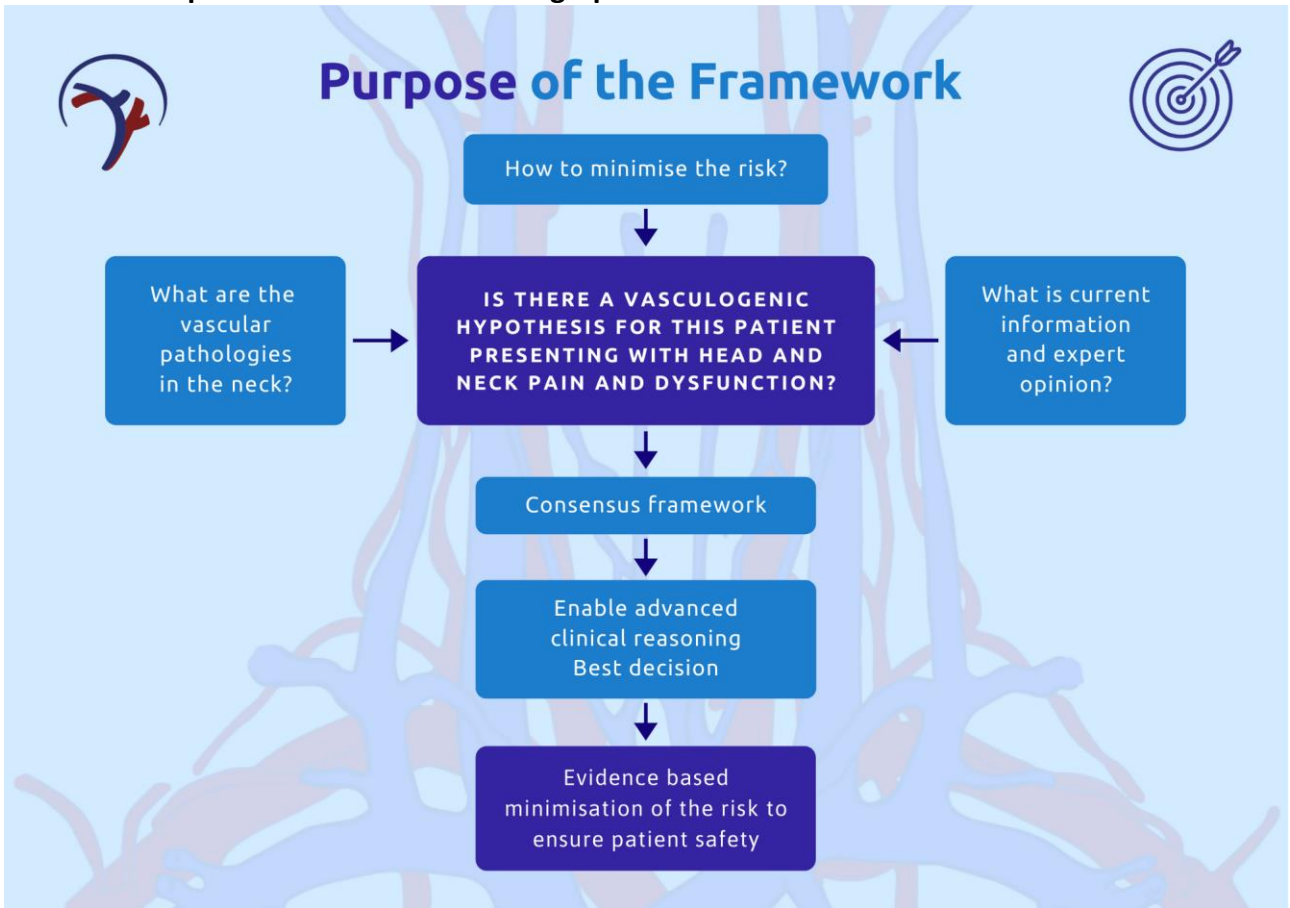 Purpose of the Framework
How to minimise the risk?
What are the
vascular
pathologies
in the neck?
IS THERE A VASCULOGENIC
HYPOTHESIS FOR THIS PATIENT
PRESENTING WITH HEAD AND
NECK PAIN AND DYSFUNCTION?
What is current
information
and expert
opinion?
Consensus framework
Enable advanced
clinical reasoning
Best decision
Evidence based
minimisation of the risk to
ensure patient safety